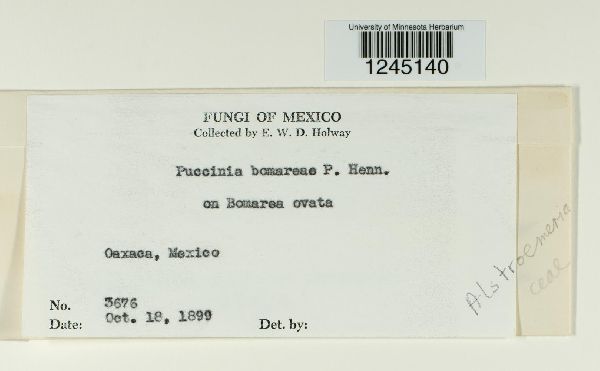 University of Minnesota Herbarium
1245140
FUNGI OF MEXICO
Collected by E. W. D. Holway
Puccinia bomareae P. Henn.
on Bomarea ovata
Oaxaca, Mexico
No. 3676
Date: Oct. 18, 1899 Det. by:
Alstroemeria
ceae